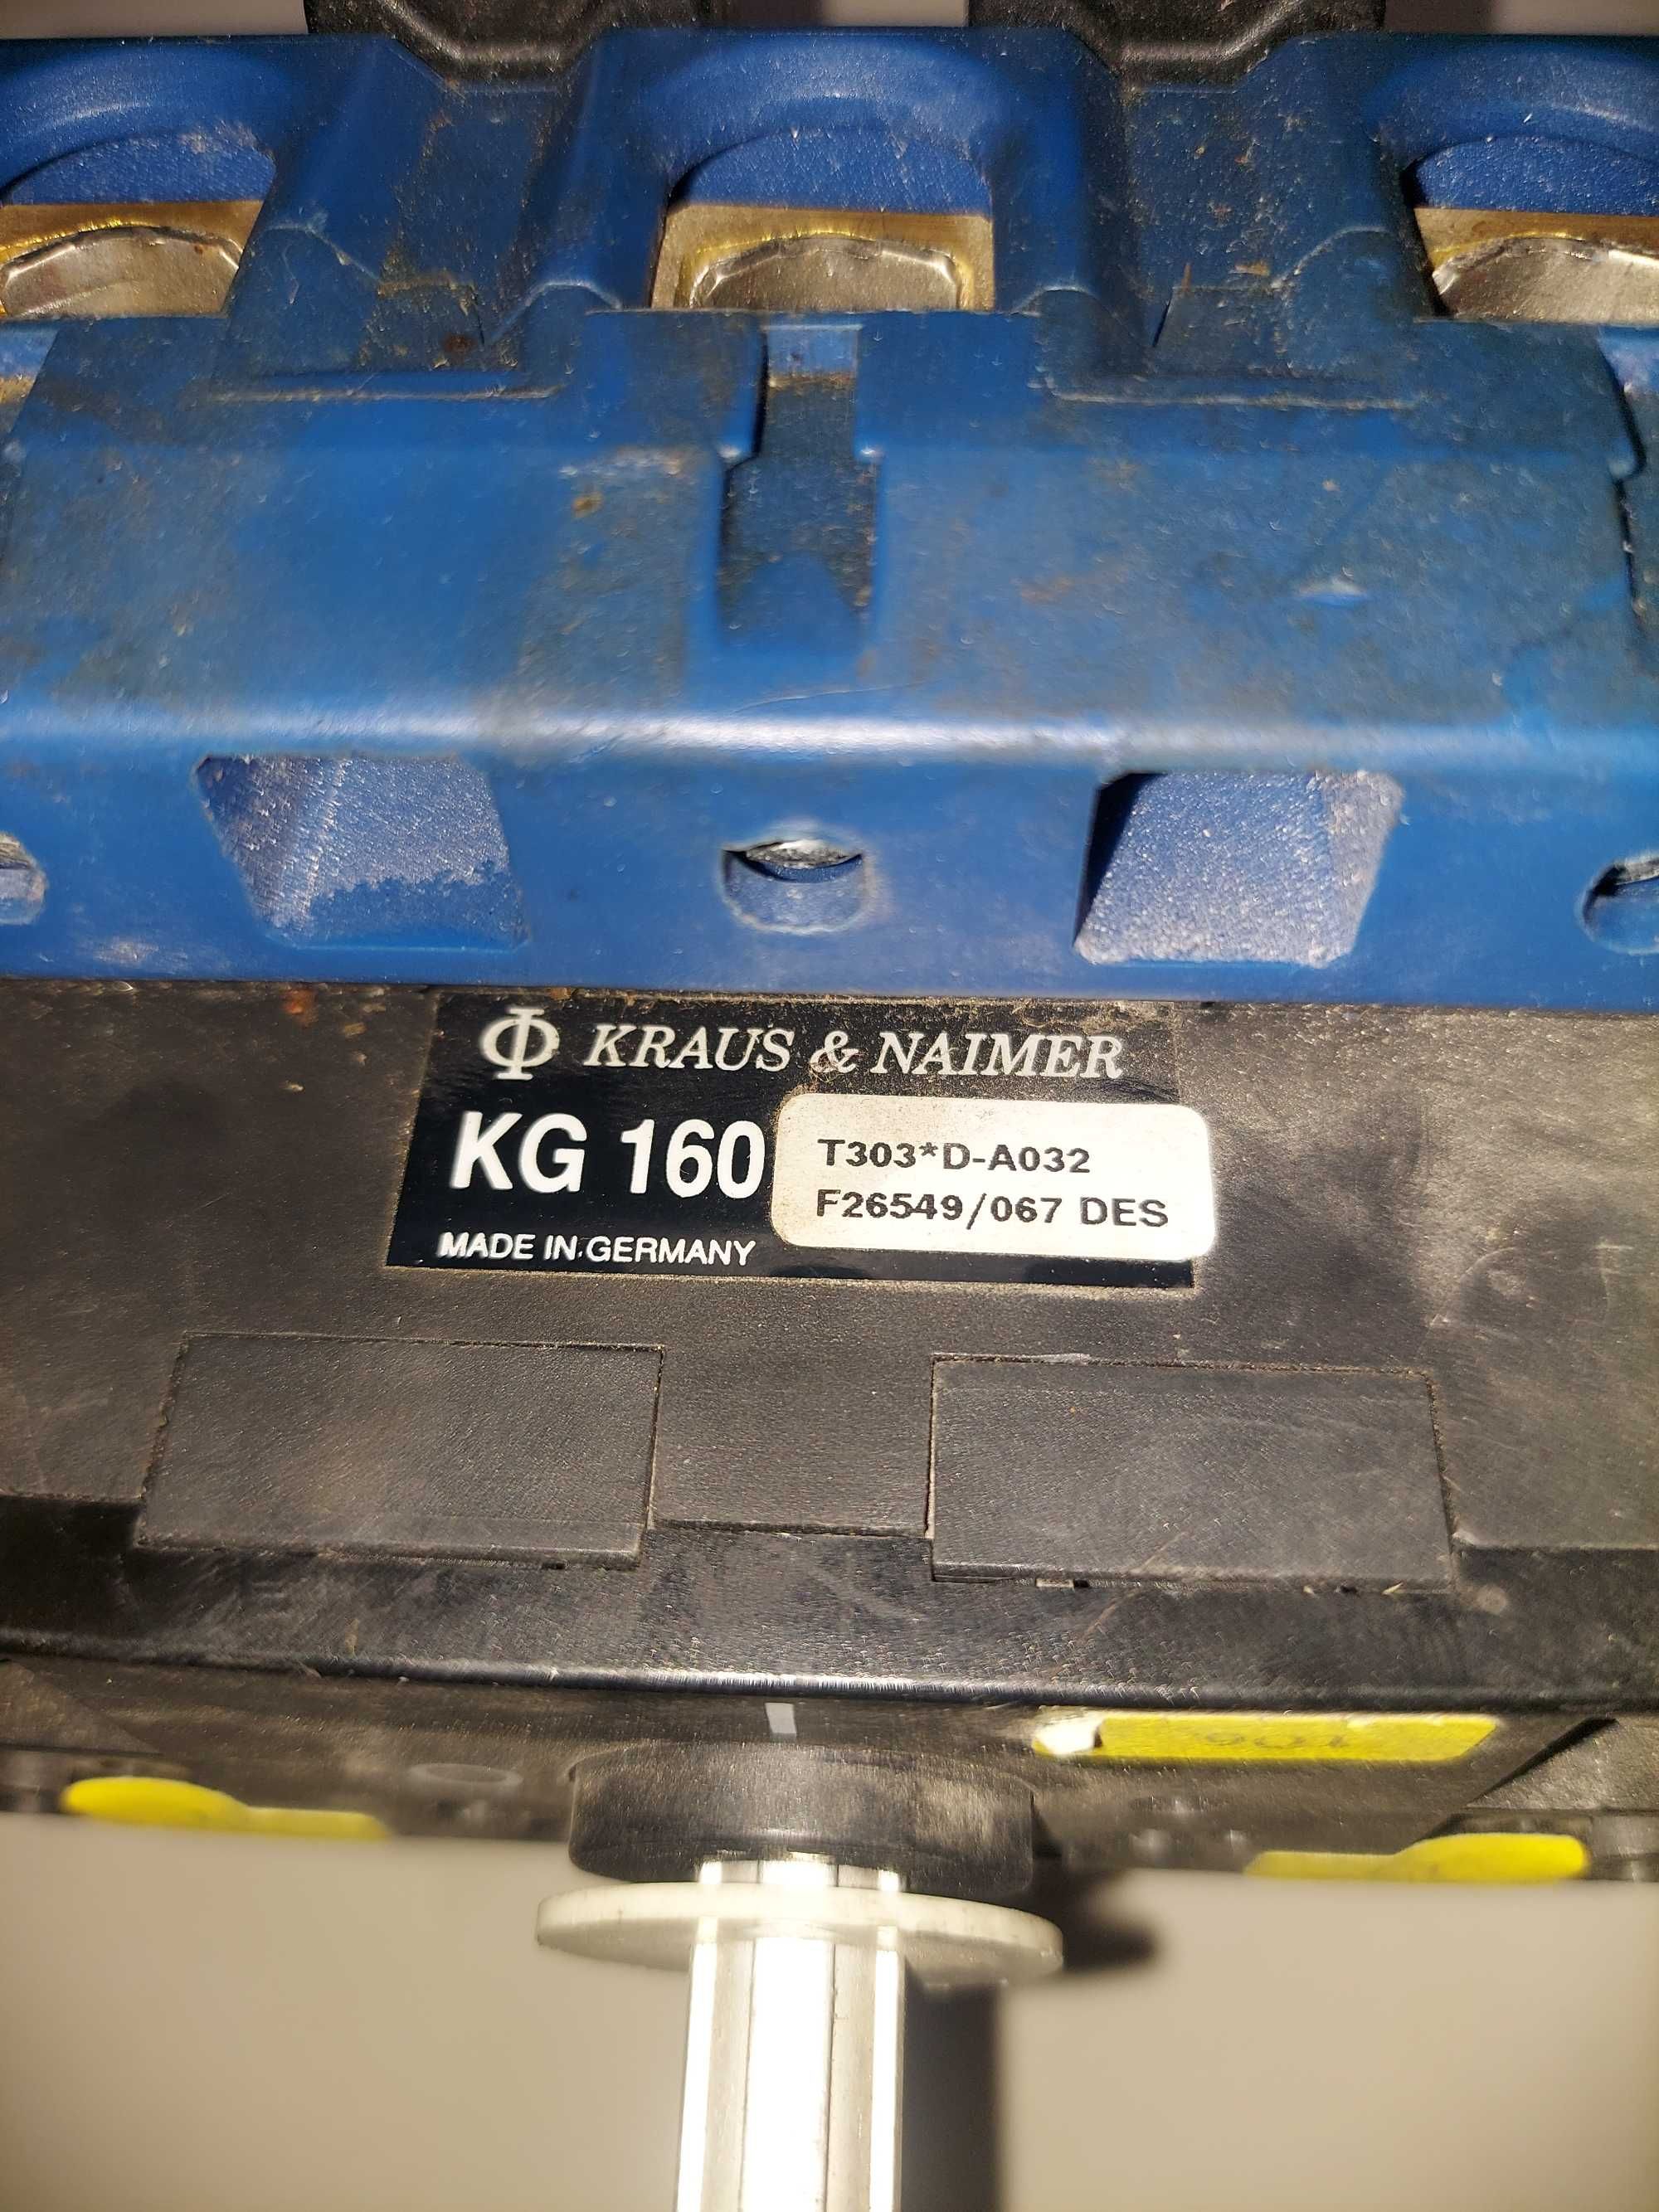 KRAUS & NAIMER
KG 160
T303*D-A032
F26549/067 DES
MADE IN GERMANY